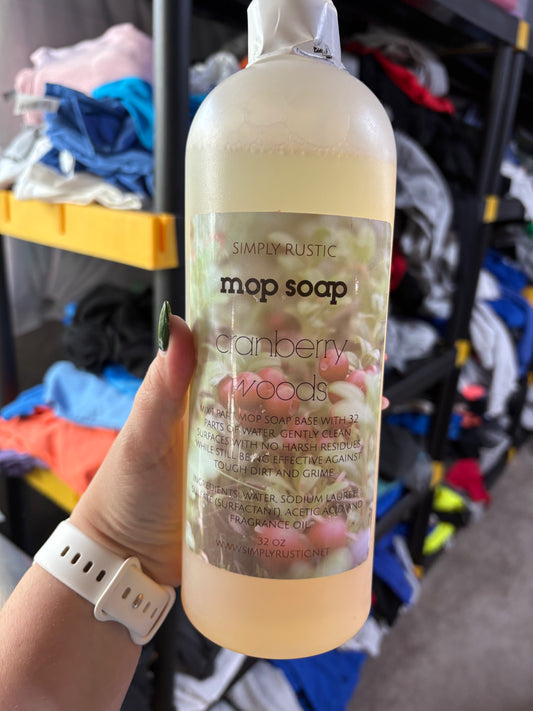 SIMPLY RUSTIC
mop soap
cranberry
woods
MIX 1 PART MOP SOAP BASE WITH 32
PARTS OF WATER. GENTLY CLEAN
SURFACES WITH NO HARSH RESIDUES
WHILE STILL BEING EFFECTIVE AGAINST
TOUGH DIRT AND GRIME.
INGREDIENTS: WATER, SODIUM LAURETH
(SURFACTANT), ACETIC ACID AND
FRAGRANCE OIL
32 OZ
WWW.SIMPLYRUSTIC.NET